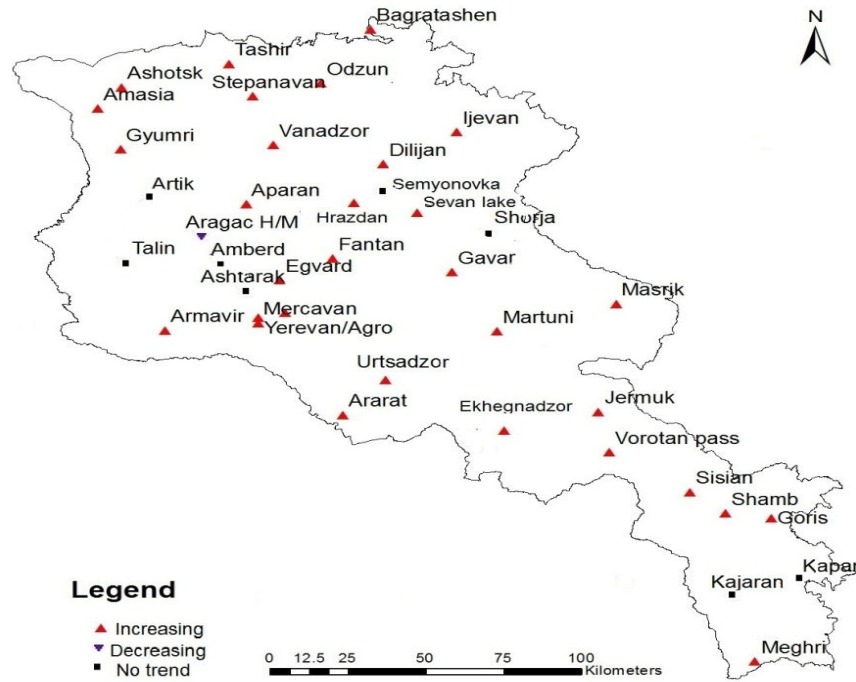 Bagratashen
N
Tashir
Ashotsk
Stepanavan
Odzun
Amasia
Ijevan
Gyumri
Vanadzor
Dilijan
Artik
Aparan
Semyonovka
Hrazdan
Sevan lake
Shorja
Aragac H/M
Talin
Amberd
Fantan
Gavar
Ashtarak
Egvard
Masrik
Armavir
Mercavan
Yerevan/Agro
Martuni
Urtsadzor
Ararat
Ekhegnadzor
Jermuk
Vorotan pass
Sisian
Shamb
Goris
Kapan
Kajaran
Legend
Increasing
Decreasing
No trend
Meghri
0 12.5 25 50 75 100
Kilometers